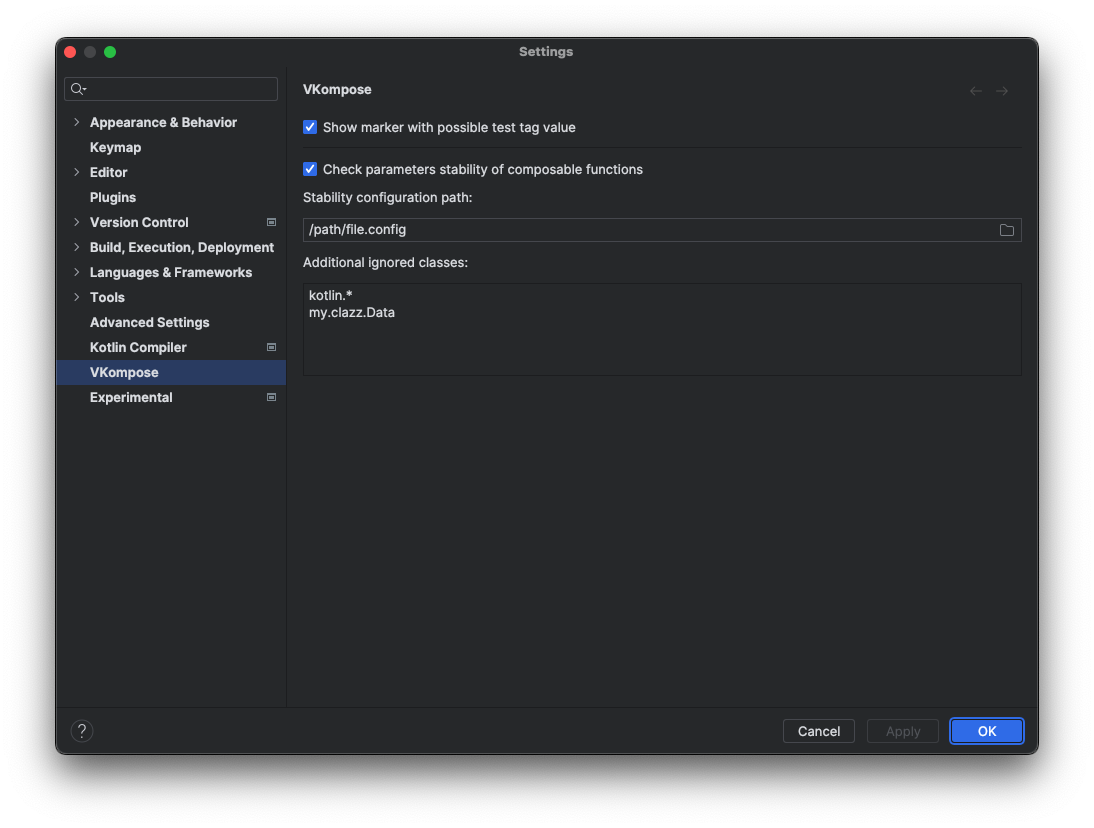 Settings
Appearance & Behavior
Keymap
Editor
Plugins
Version Control
Build, Execution, Deployment
Languages & Frameworks
Tools
Advanced Settings
Kotlin Compiler
VKompose
Experimental
VKompose
Show marker with possible test tag value
Check parameters stability of composable functions
Stability configuration path:
/path/file.config
Additional ignored classes:
kotlin.*
my.clazz.Data
?
Cancel
Apply
OK